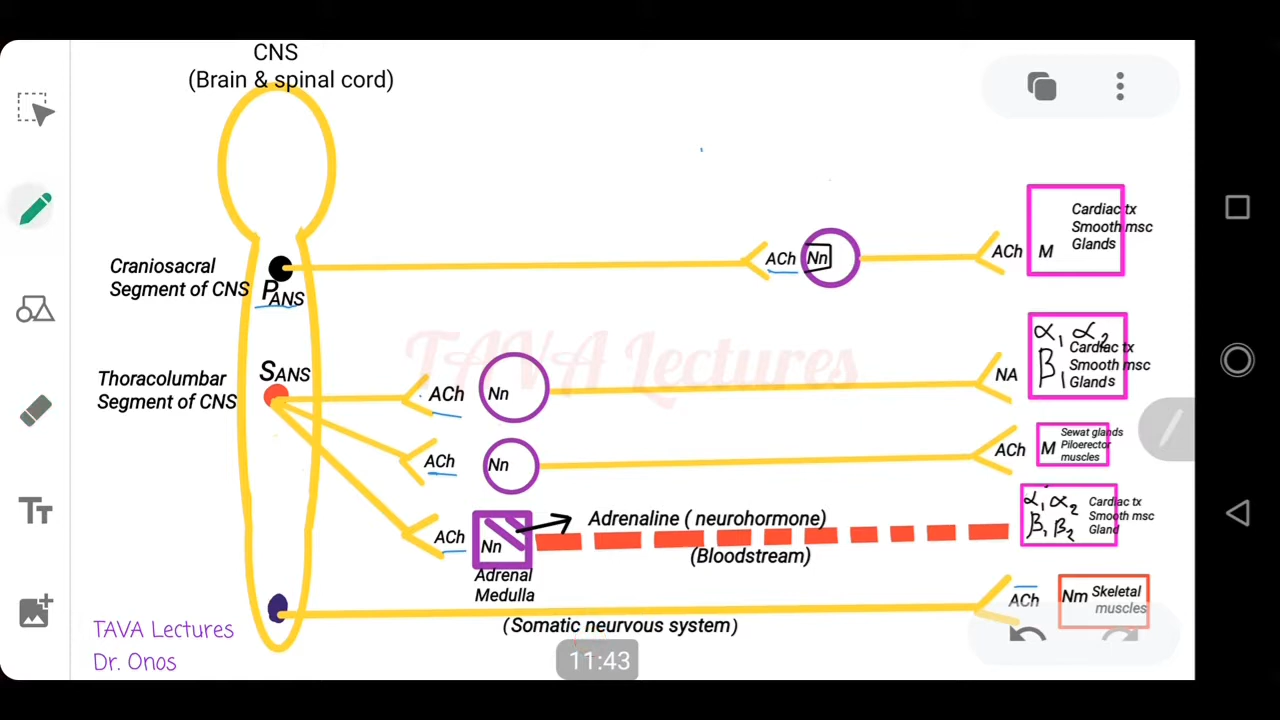 CNS
(Brain & spinal cord)
Craniosacral
Segment of CNS
PANS
ACh
Nn
ACh
M
Cardiac tx
Smooth msc
Glands
TAVA Lectures
Thoracolumbar
Segment of CNS
SANS
ACh
Nn
NA
α1 α2
β1
Cardiac tx
Smooth msc
Glands
ACh
Nn
ACh
M
Sewat glands
Piloerector
muscles
ACh
Nn
Adrenal
Medulla
Adrenaline ( neurohormone)
(Bloodstream)
α1 α2
β1 β2
Cardiac tx
Smooth msc
Gland
(Somatic neurvous system)
ACh
Nm
Skeletal
muscles
TAVA Lectures
Dr. Onos
11:43
TT